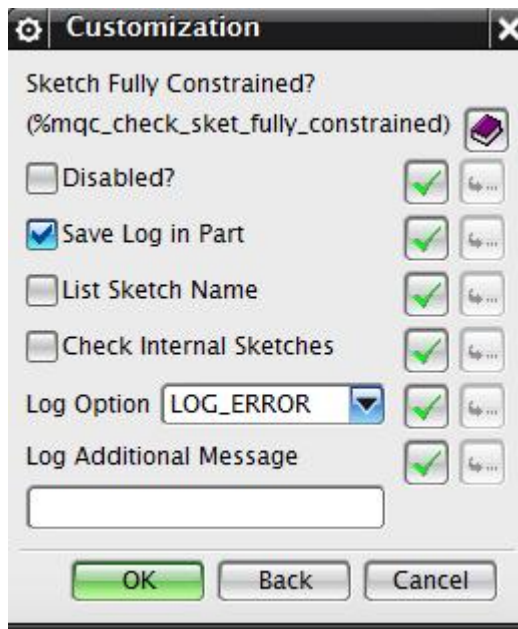 Customization
Sketch Fully Constrained?
(%mqc_check_sket_fully_constrained)
Disabled?
Save Log in Part
List Sketch Name
Check Internal Sketches
Log Option LOG_ERROR
Log Additional Message
OK Back Cancel